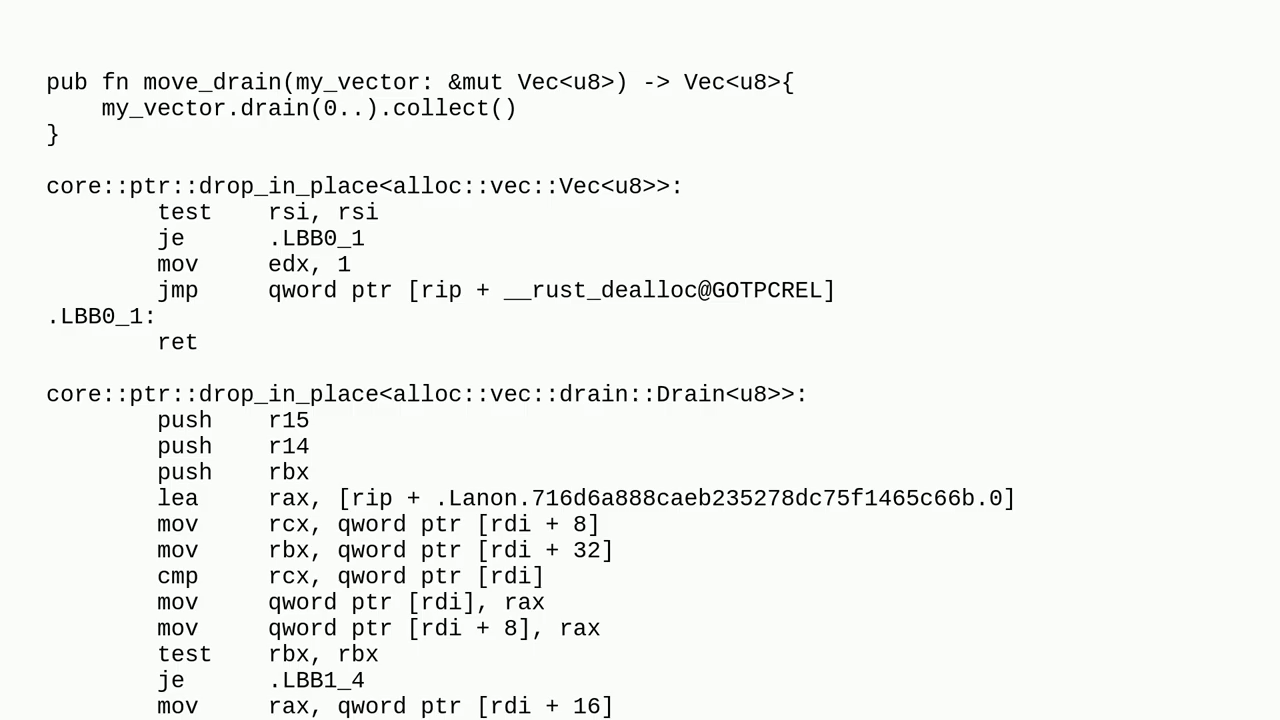 pub fn move_drain(my_vector: &mut Vec<u8>) -> Vec<u8>{
    my_vector.drain(0..).collect()
}

core::ptr::drop_in_place<alloc::vec::Vec<u8>>:
        test    rsi, rsi
        je      .LBB0_1
        mov     edx, 1
        jmp     qword ptr [rip + __rust_dealloc@GOTPCREL]
.LBB0_1:
        ret

core::ptr::drop_in_place<alloc::vec::drain::Drain<u8>>:
        push    r15
        push    r14
        push    rbx
        lea     rax, [rip + .Lanon.716d6a888caeb235278dc75f1465c66b.0]
        mov     rcx, qword ptr [rdi + 8]
        mov     rbx, qword ptr [rdi + 32]
        cmp     rcx, qword ptr [rdi]
        mov     qword ptr [rdi], rax
        mov     qword ptr [rdi + 8], rax
        test    rbx, rbx
        je      .LBB1_4
        mov     rax, qword ptr [rdi + 16]